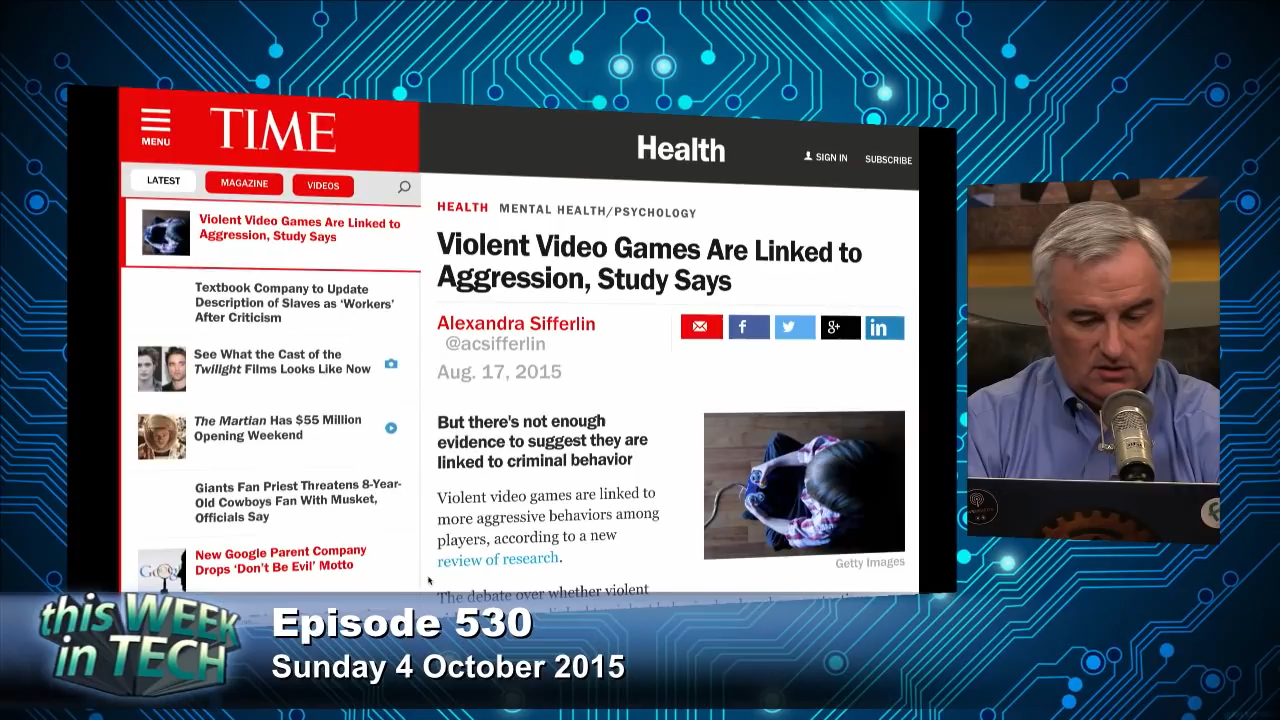 MENU
TIME
Health
SIGN IN
SUBSCRIBE
LATEST
MAGAZINE
VIDEOS
Violent Video Games Are Linked to
Aggression, Study Says
Textbook Company to Update
Description of Slaves as ‘Workers’
After Criticism
See What the Cast of the
Twilight Films Looks Like Now
The Martian Has $55 Million
Opening Weekend
Giants Fan Priest Threatens 8-Year-
Old Cowboys Fan With Musket,
Officials Say
New Google Parent Company
Drops ‘Don't Be Evil’ Motto
Google
HEALTH MENTAL HEALTH/PSYCHOLOGY
Violent Video Games Are Linked to
Aggression, Study Says
Alexandra Sifferlin
@acsifferlin
Aug. 17, 2015
f
g+
in
But there's not enough
evidence to suggest they are
linked to criminal behavior
Violent video games are linked to
more aggressive behaviors among
players, according to a new
review of research.
The debate over whether violent
Getty Images
this WEEK
in TECH
Episode 530
Sunday 4 October 2015